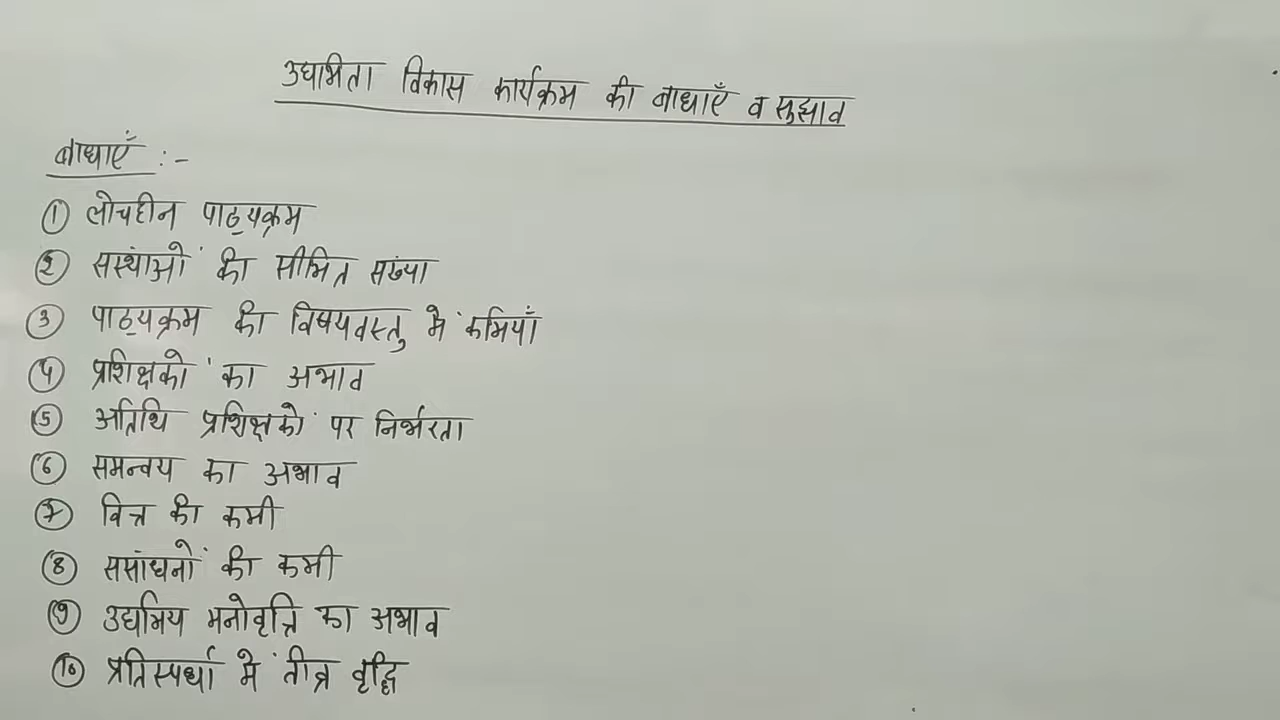 उद्यमिता विकास कार्यक्रम की बाधाएँ व सुझाव
बाधाएँ :-
① लोचहीन पाठ्यक्रम
② संस्थाओं की सीमित संख्या
③ पाठ्यक्रम की विषयवस्तु में कमियाँ
④ प्रशिक्षकों का अभाव
⑤ अतिथि प्रशिक्षकों पर निर्भरता
⑥ समन्वय का अभाव
⑦ वित्त की कमी
⑧ संसाधनों की कमी
⑨ उद्यमिय मनोवृत्ति का अभाव
⑩ प्रतिस्पर्धा में तीव्र वृद्धि